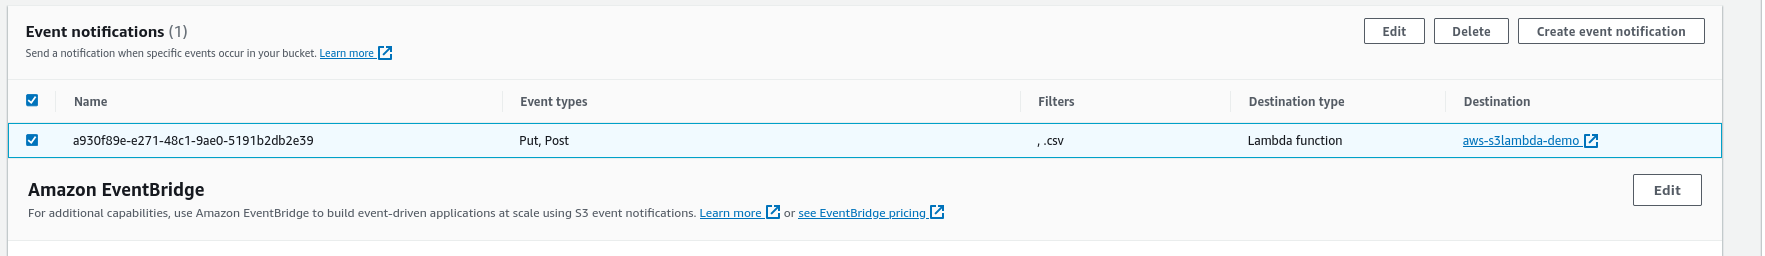 Event notifications (1)
Edit
Delete
Create event notification
Send a notification when specific events occur in your bucket. Learn more
Name
Event types
Filters
Destination type
Destination
a930f89e-e271-48c1-9ae0-5191b2db2e39
Put, Post
, .csv
Lambda function
aws-s3lambda-demo
Amazon EventBridge
Edit
For additional capabilities, use Amazon EventBridge to build event-driven applications at scale using S3 event notifications. Learn more or see EventBridge pricing